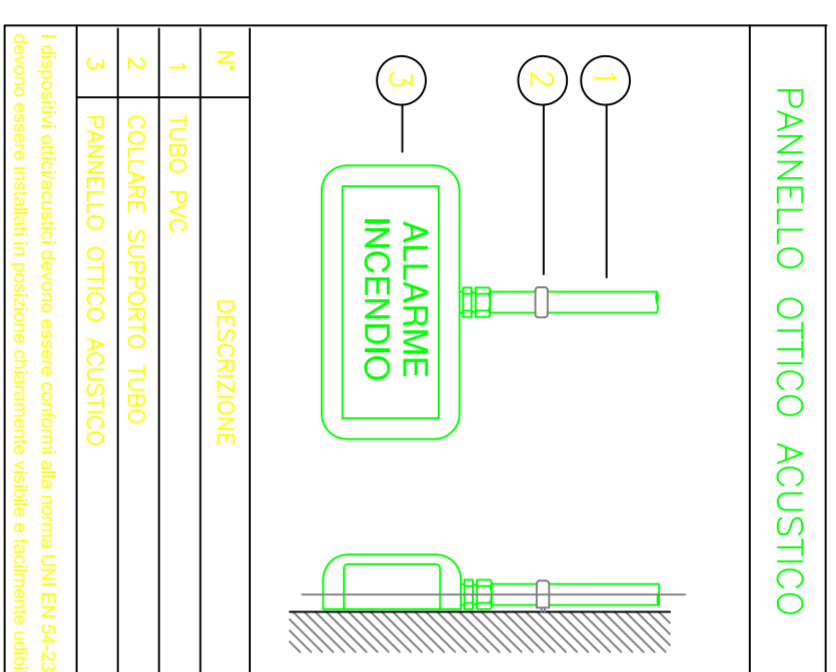 PANNELLO OTTICO ACUSTICO
1
2
3
ALLARME
INCENDIO
N° DESCRIZIONE
1 TUBO PVC
2 COLLARE SUPPORTO TUBO
3 PANNELLO OTTICO ACUSTICO
I dispositivi ottici/acustici devono essere conformi alla norma UNI EN 54-23
devono essere installati in posizione chiaramente visibile e facilmente udibi